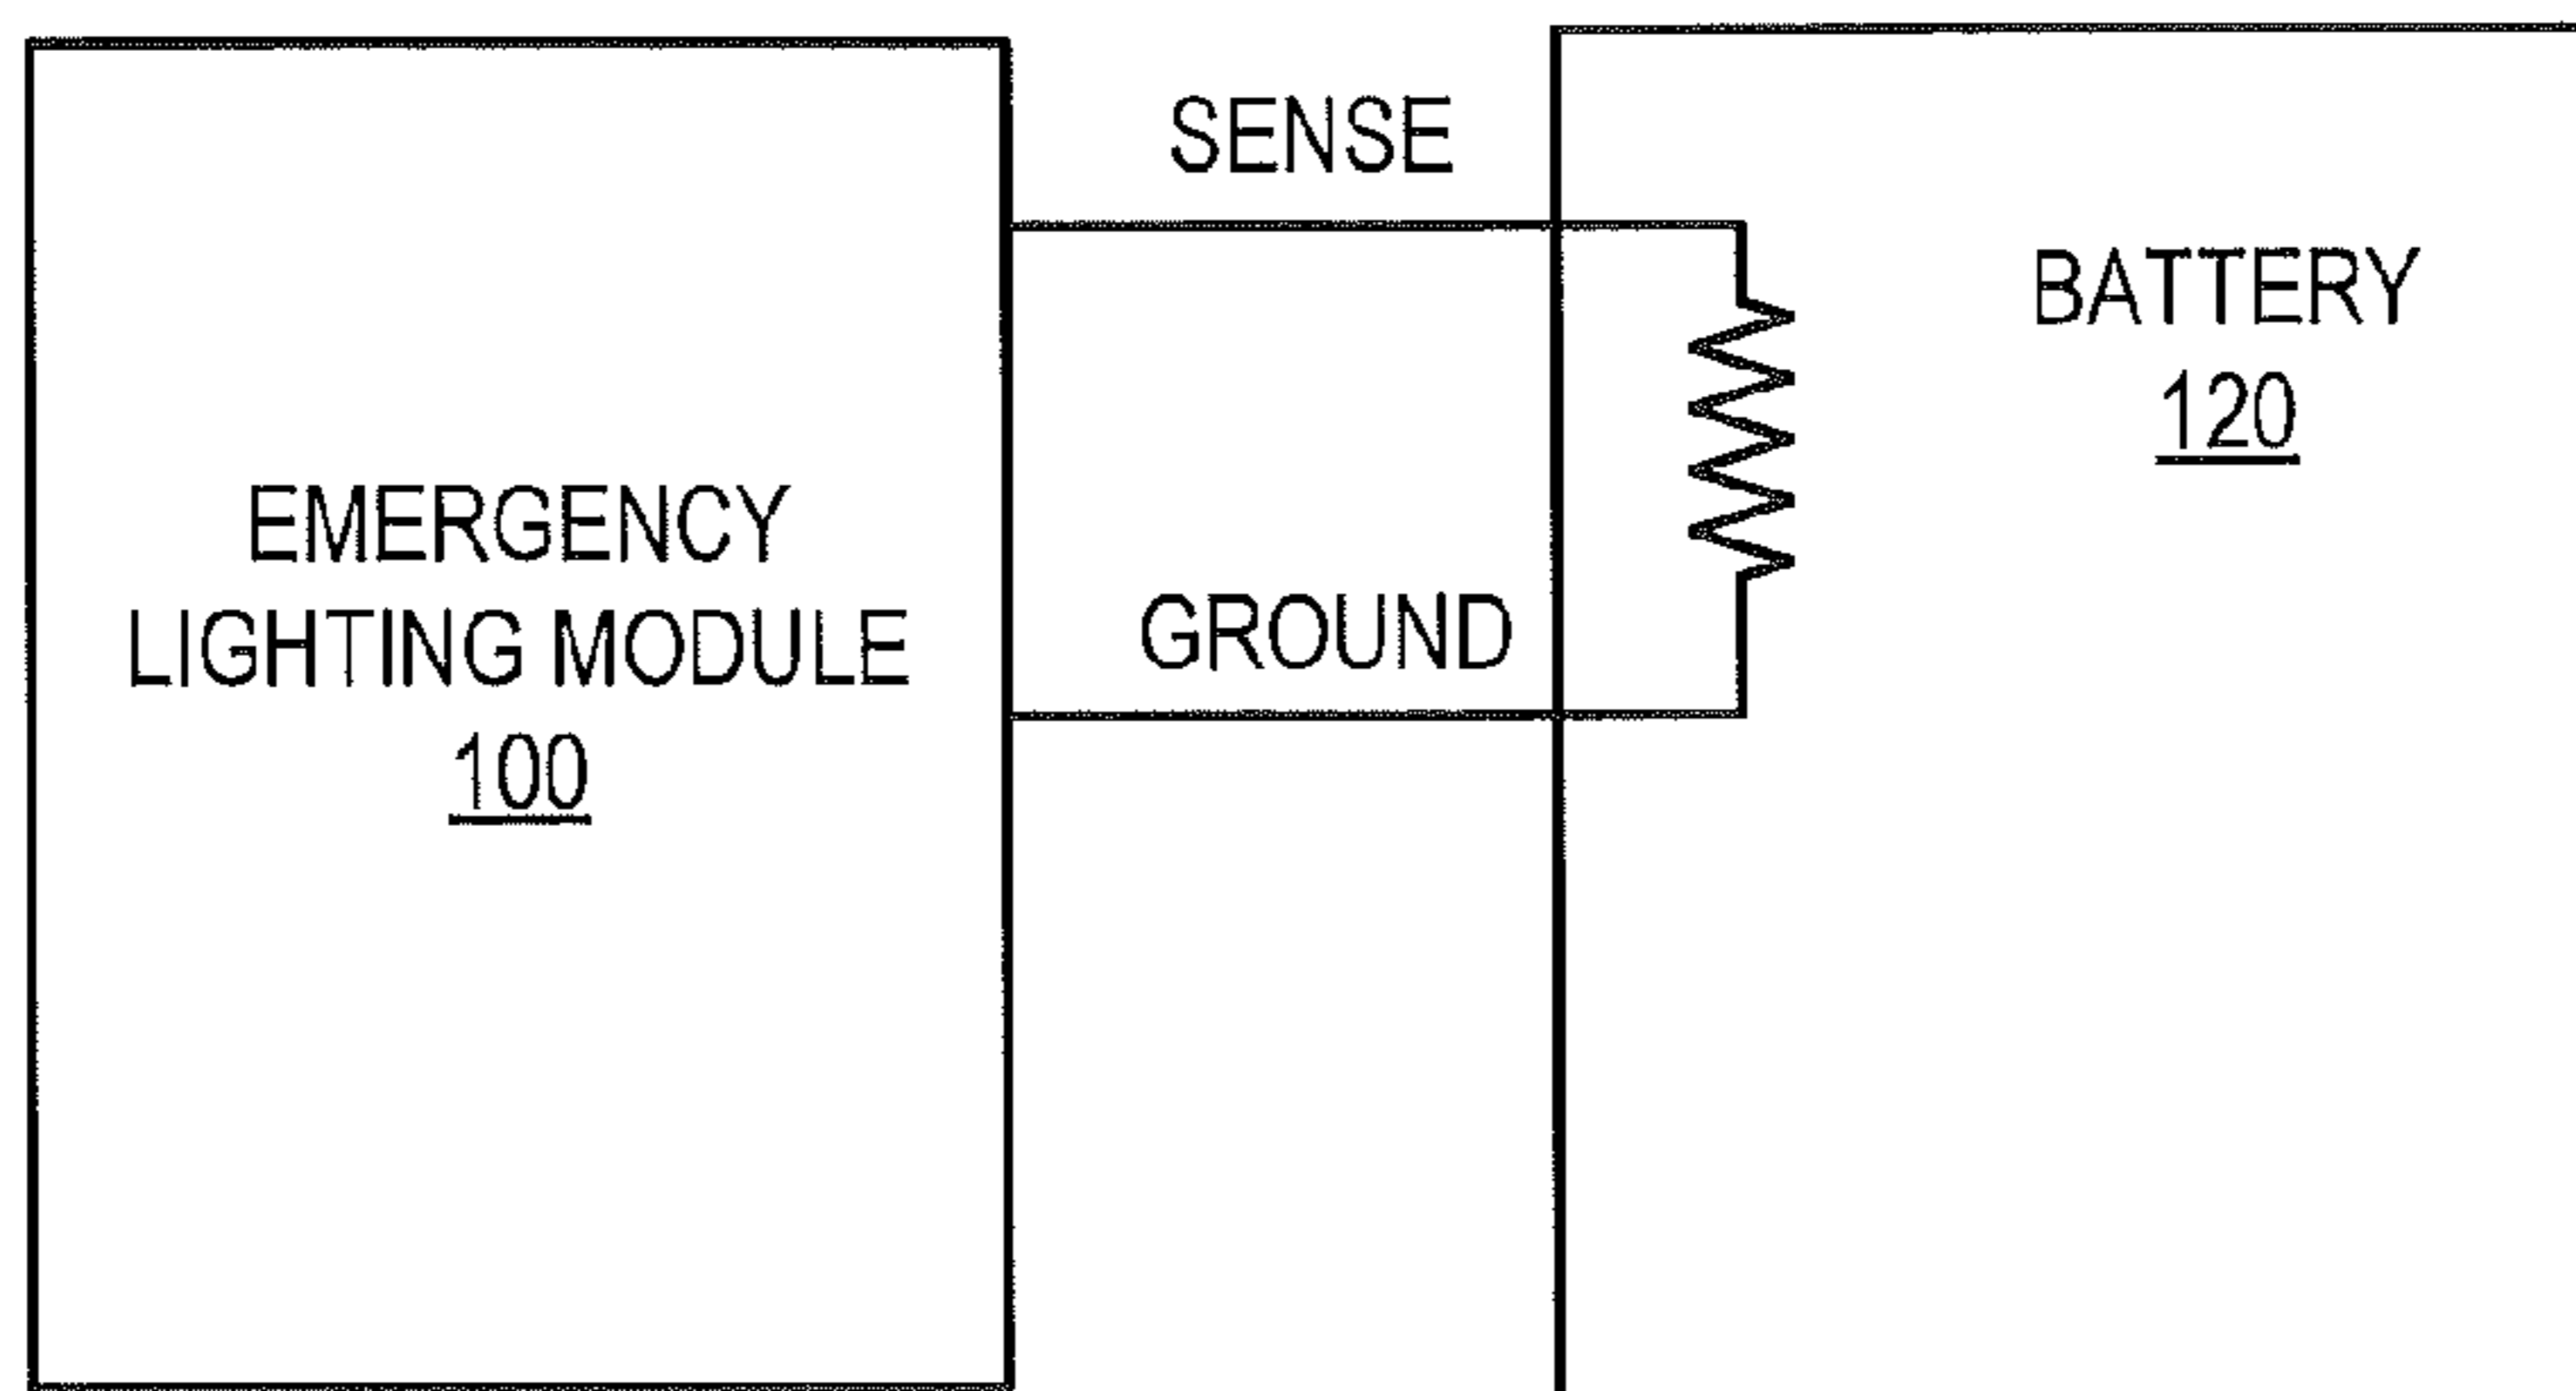 SENSE
BATTERY
120
EMERGENCY
LIGHTING MODULE
100
GROUND